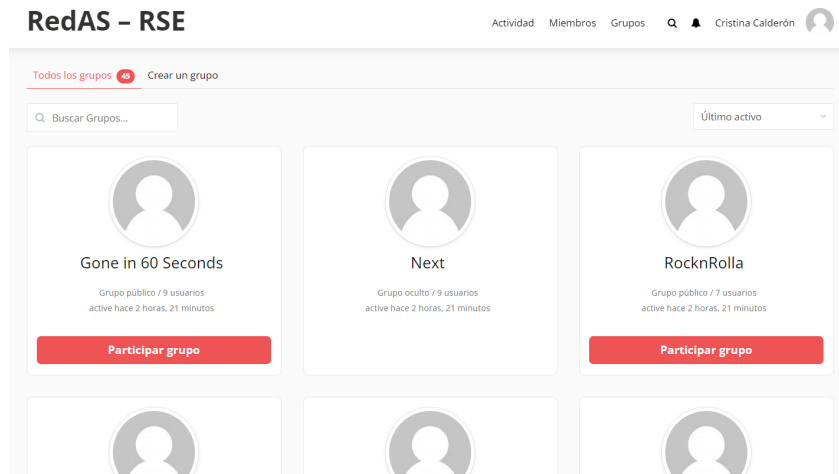 RedAS – RSE
Actividad Miembros Grupos Cristina Calderón
Todos los grupos 45 Crear un grupo
Buscar Grupos...
Último activo
Gone in 60 Seconds
Grupo público / 9 usuarios
active hace 2 horas, 21 minutos
Participar grupo
Next
Grupo oculto / 9 usuarios
active hace 2 horas, 21 minutos
RocknRolla
Grupo público / 7 usuarios
active hace 2 horas, 21 minutos
Participar grupo